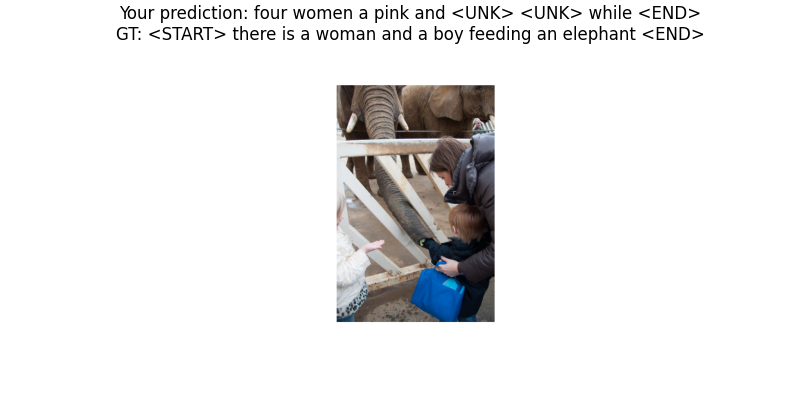 Your prediction: four women a pink and <UNK> <UNK> while <END>
GT: <START> there is a woman and a boy feeding an elephant <END>